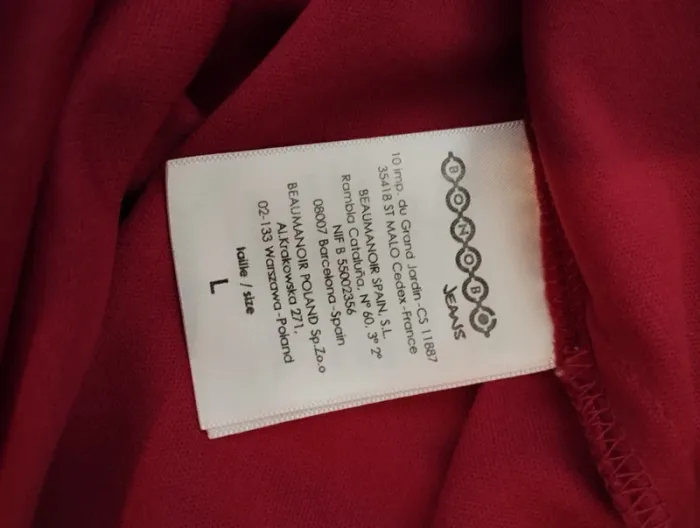 BONOBO
JEANS
10 imp. du Grand Jardin-CS 11887
35418 ST MALO Cedex-France
BEAUMANOIR SPAIN, S.L.
Rambla Cataluña, Nº 60, 3º 2º
NIF B 55002356
08007 Barcelona-Spain
BEAUMANOIR POLAND Sp.Zo.o
Al.Krakowska 271,
02-133 Warszawa-Poland
taille / size
L